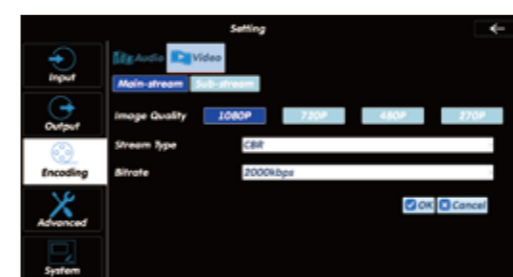 Setting
Input
Output
Encoding
Advanced
System
Audio Video
Main-stream Sub-stream
Image Quality 1080P 720P 480P 270P
Stream Type CBR
Bitrate 2000kbps
OK Cancel